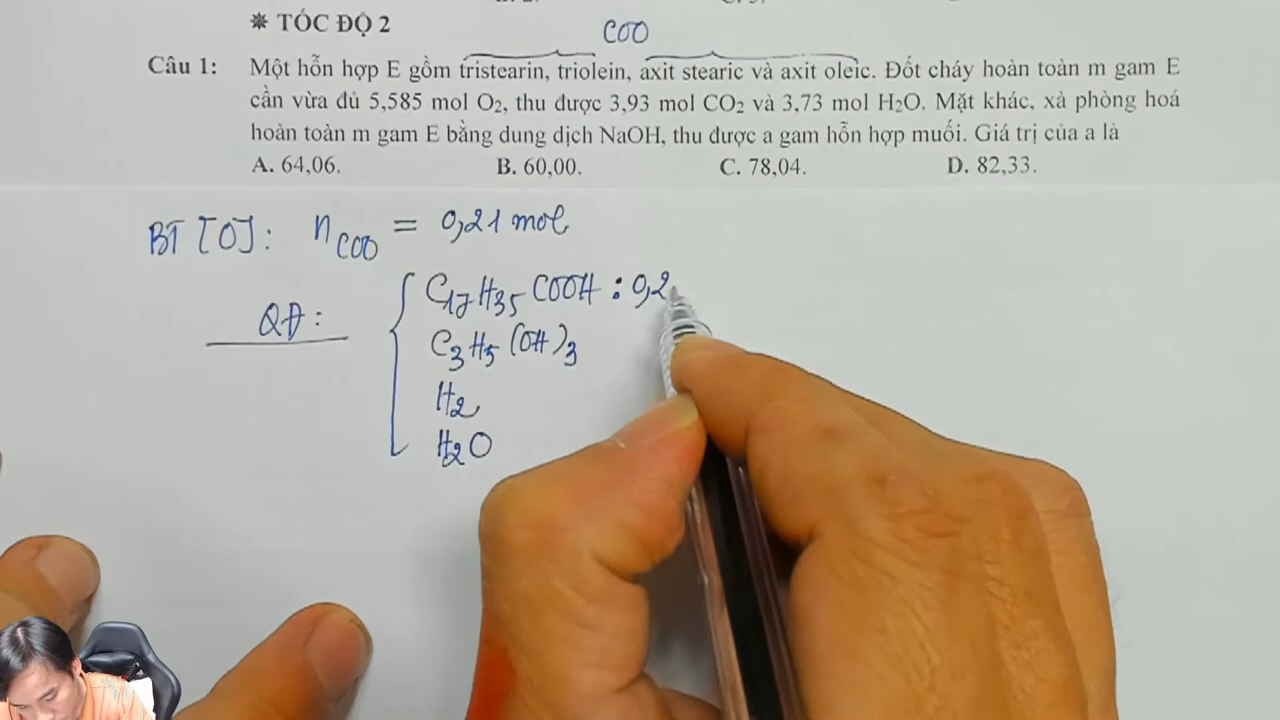 ✵ TỐC ĐỘ 2
COO
Câu 1: Một hỗn hợp E gồm tristearin, triolein, axit stearic và axit oleic. Đốt cháy hoàn toàn m gam E
cần vừa đủ 5,585 mol O₂, thu được 3,93 mol CO₂ và 3,73 mol H₂O. Mặt khác, xà phòng hoá
hoàn toàn m gam E bằng dung dịch NaOH, thu được a gam hỗn hợp muối. Giá trị của a là
A. 64,06. B. 60,00. C. 78,04. D. 82,33.
BT [O]: n COO = 0,21 mol
QĐ: C₁₇H₃₅COOH : 0,2
C₃H₅(OH)₃
H₂
H₂O